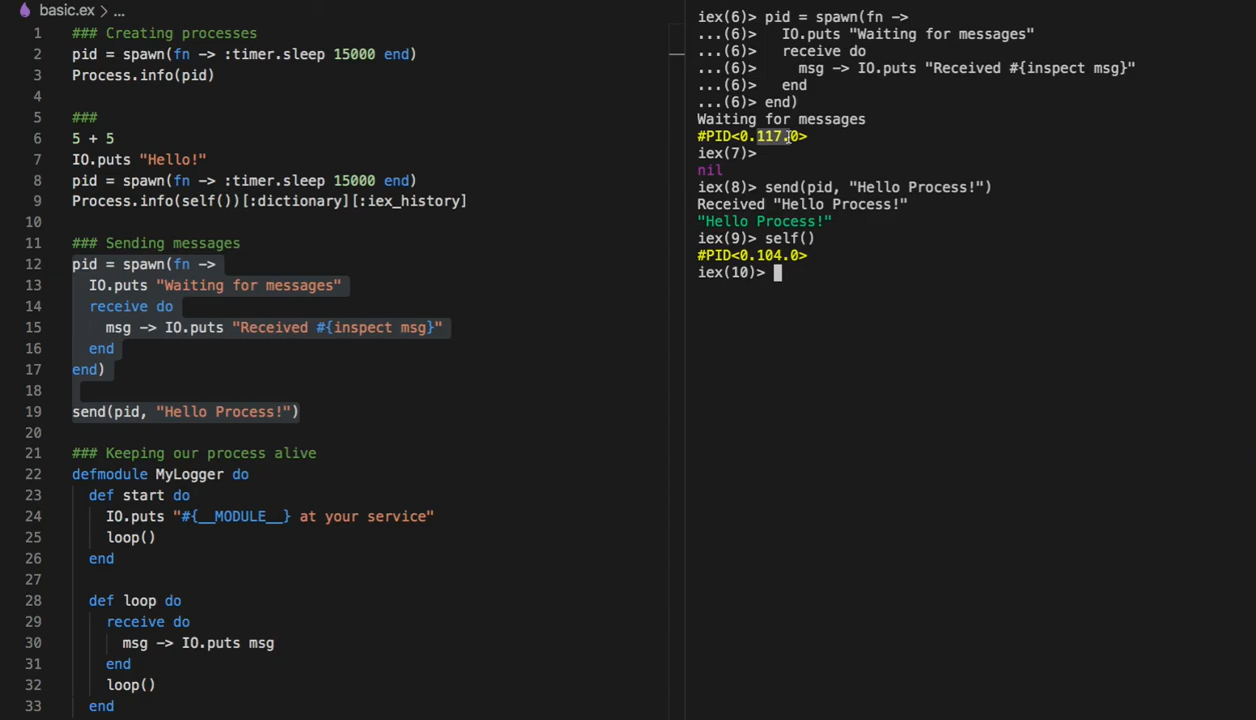 basic.ex > ...
1 ### Creating processes
2 pid = spawn(fn -> :timer.sleep 15000 end)
3 Process.info(pid)
4
5 ###
6 5 + 5
7 IO.puts "Hello!"
8 pid = spawn(fn -> :timer.sleep 15000 end)
9 Process.info(self())[:dictionary][:iex_history]
10
11 ### Sending messages
12 pid = spawn(fn ->
13   IO.puts "Waiting for messages"
14   receive do
15     msg -> IO.puts "Received #{inspect msg}"
16   end
17 end)
18
19 send(pid, "Hello Process!")
20
21 ### Keeping our process alive
22 defmodule MyLogger do
23   def start do
24     IO.puts "#{__MODULE__} at your service"
25     loop()
26   end
27
28   def loop do
29     receive do
30       msg -> IO.puts msg
31     end
32     loop()
33   end
iex(6)> pid = spawn(fn ->
...(6)>   IO.puts "Waiting for messages"
...(6)>   receive do
...(6)>     msg -> IO.puts "Received #{inspect msg}"
...(6)>   end
...(6)> end)
Waiting for messages
#PID<0.117.0>
iex(7)>
nil
iex(8)> send(pid, "Hello Process!")
Received "Hello Process!"
"Hello Process!"
iex(9)> self()
#PID<0.104.0>
iex(10)>